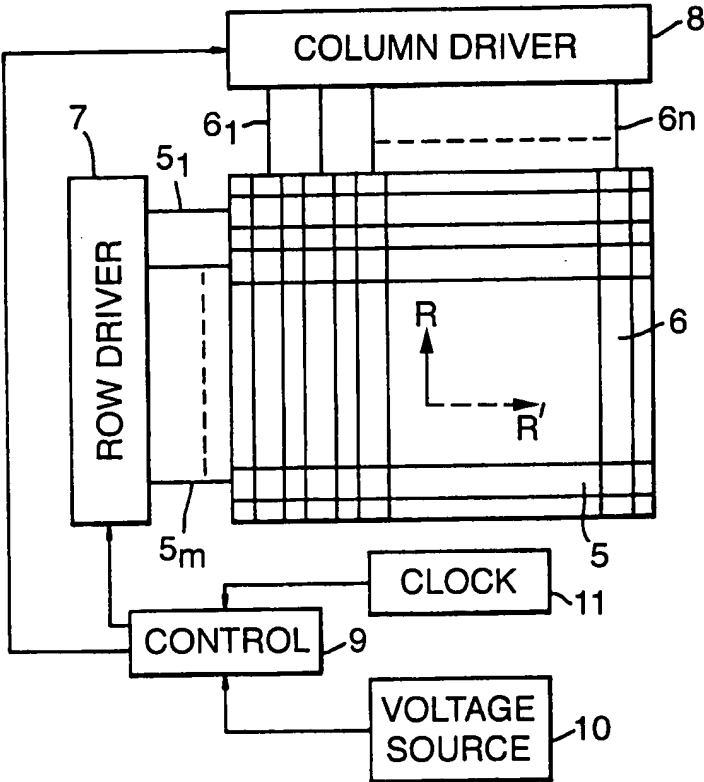 COLUMN DRIVER
8
7
6₁
6n
5₁
ROW DRIVER
R
6
R'
5ₘ
5
CLOCK
11
CONTROL
9
VOLTAGE
SOURCE
10